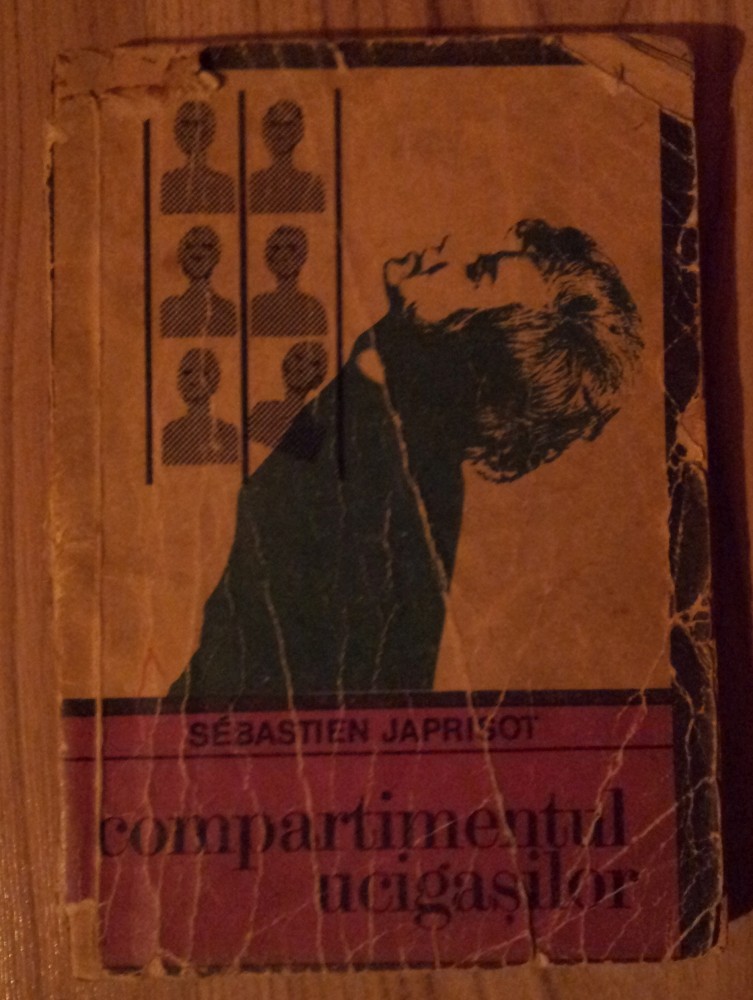 SÉBASTIEN JAPRISOT
compartimentul
ucigașilor